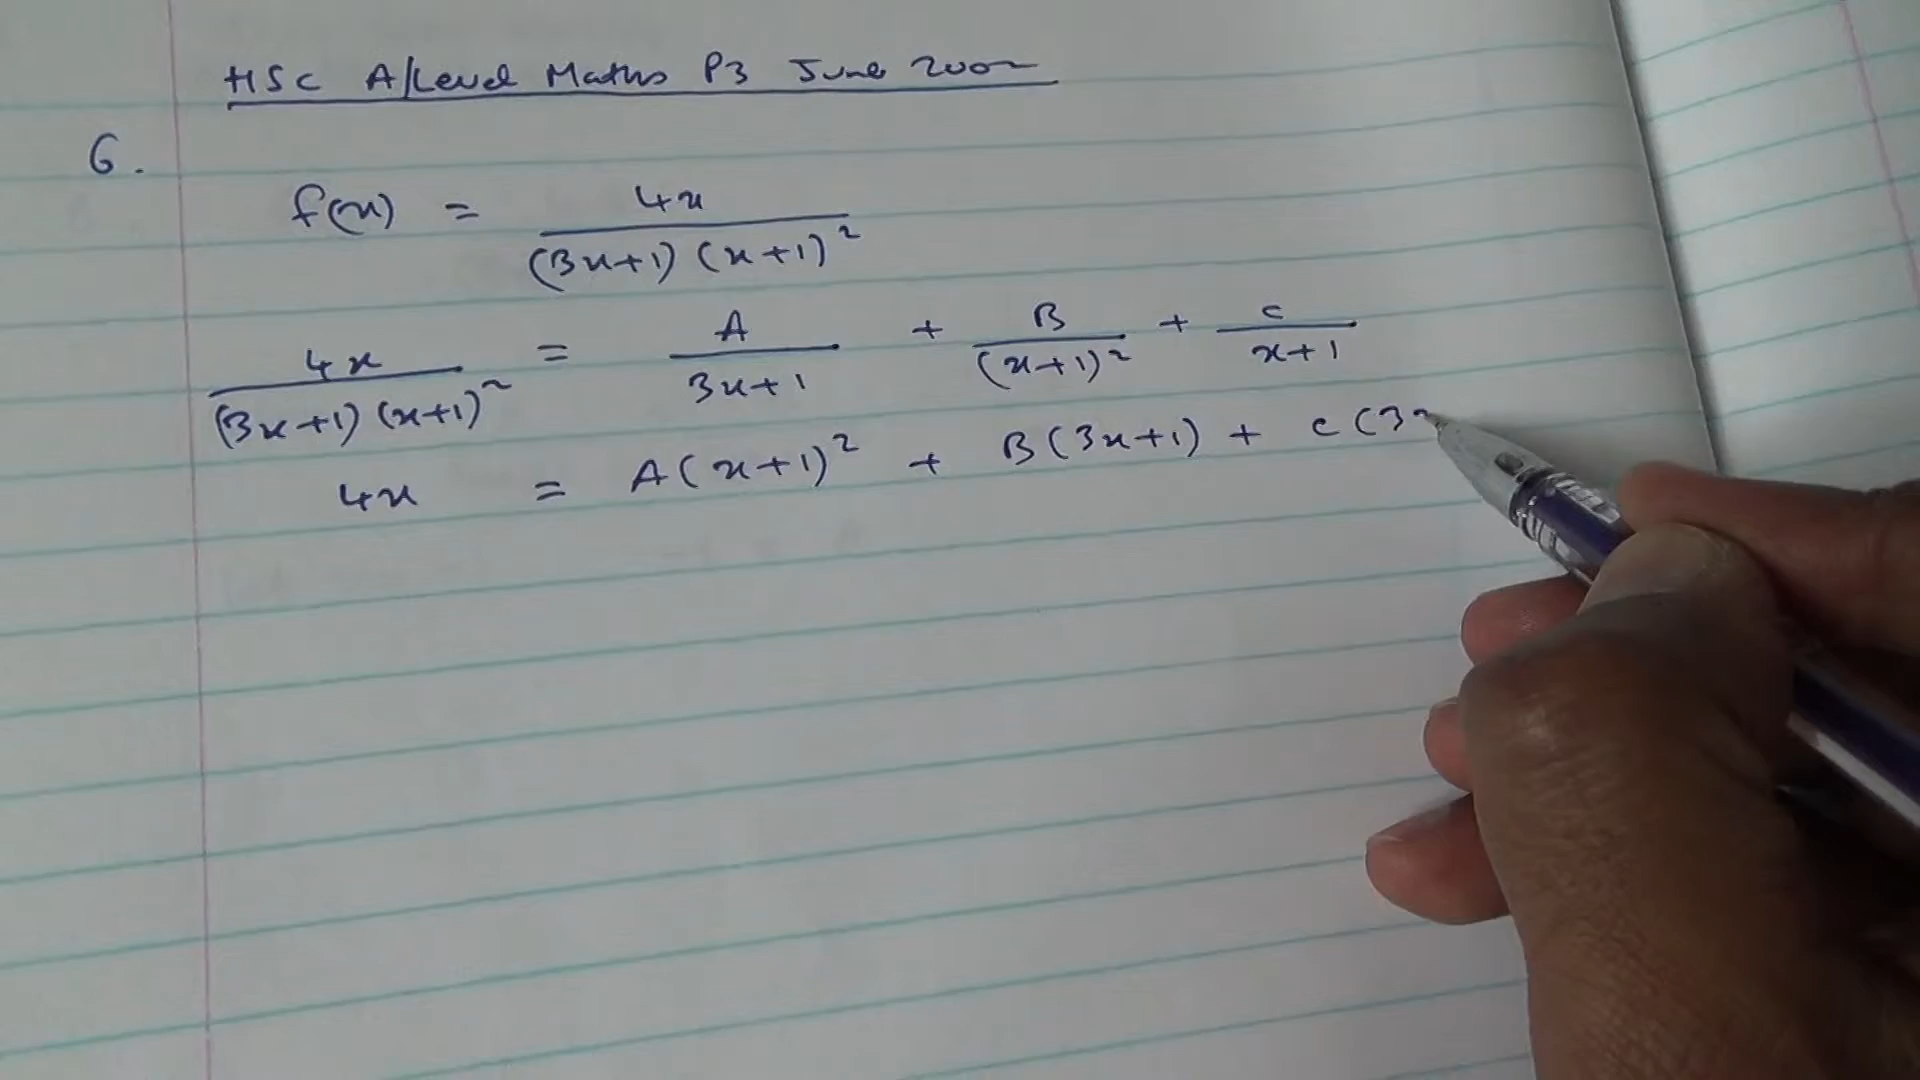 HSC A/Level Maths P3 June 2002
6.
f(x) = 4x / (3x+1)(x+1)²
4x / (3x+1)(x+1)² = A / 3x+1 + B / (x+1)² + C / x+1
4x = A(x+1)² + B(3x+1) + C(3x